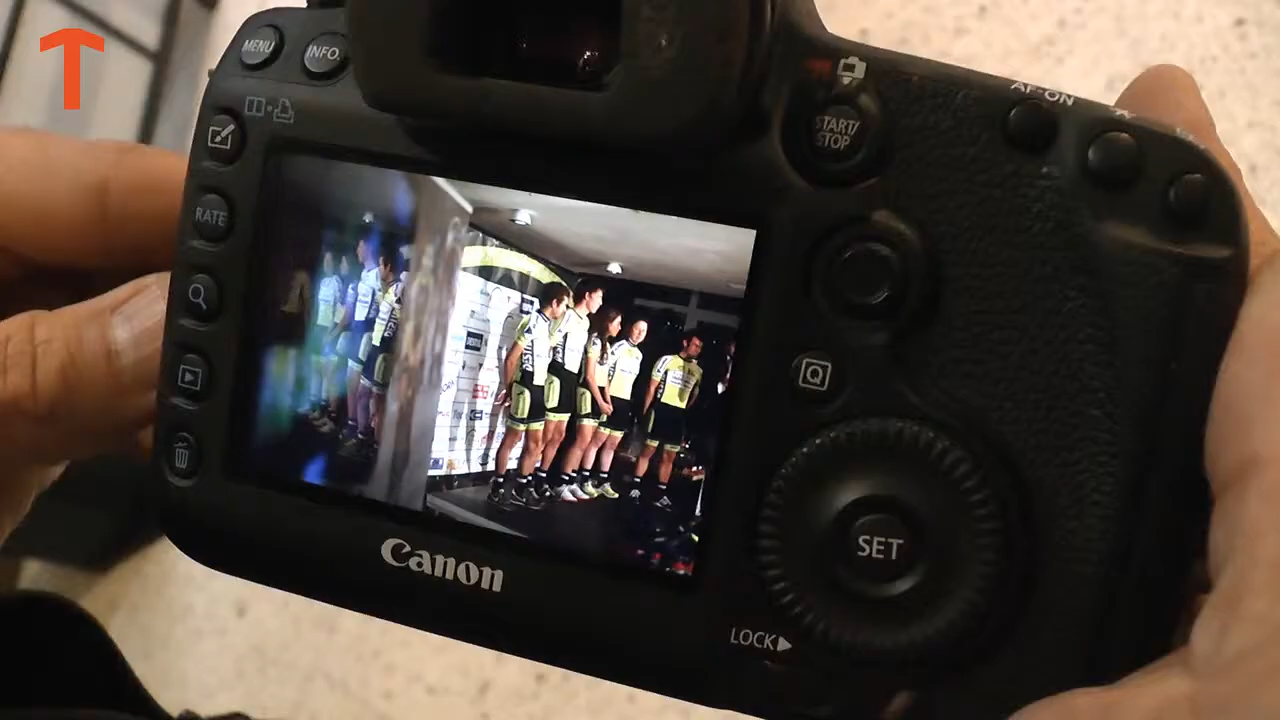 T
MENU
INFO.
AF-ON
START/
STOP
RATE
Q
SET
Canon
LOCK